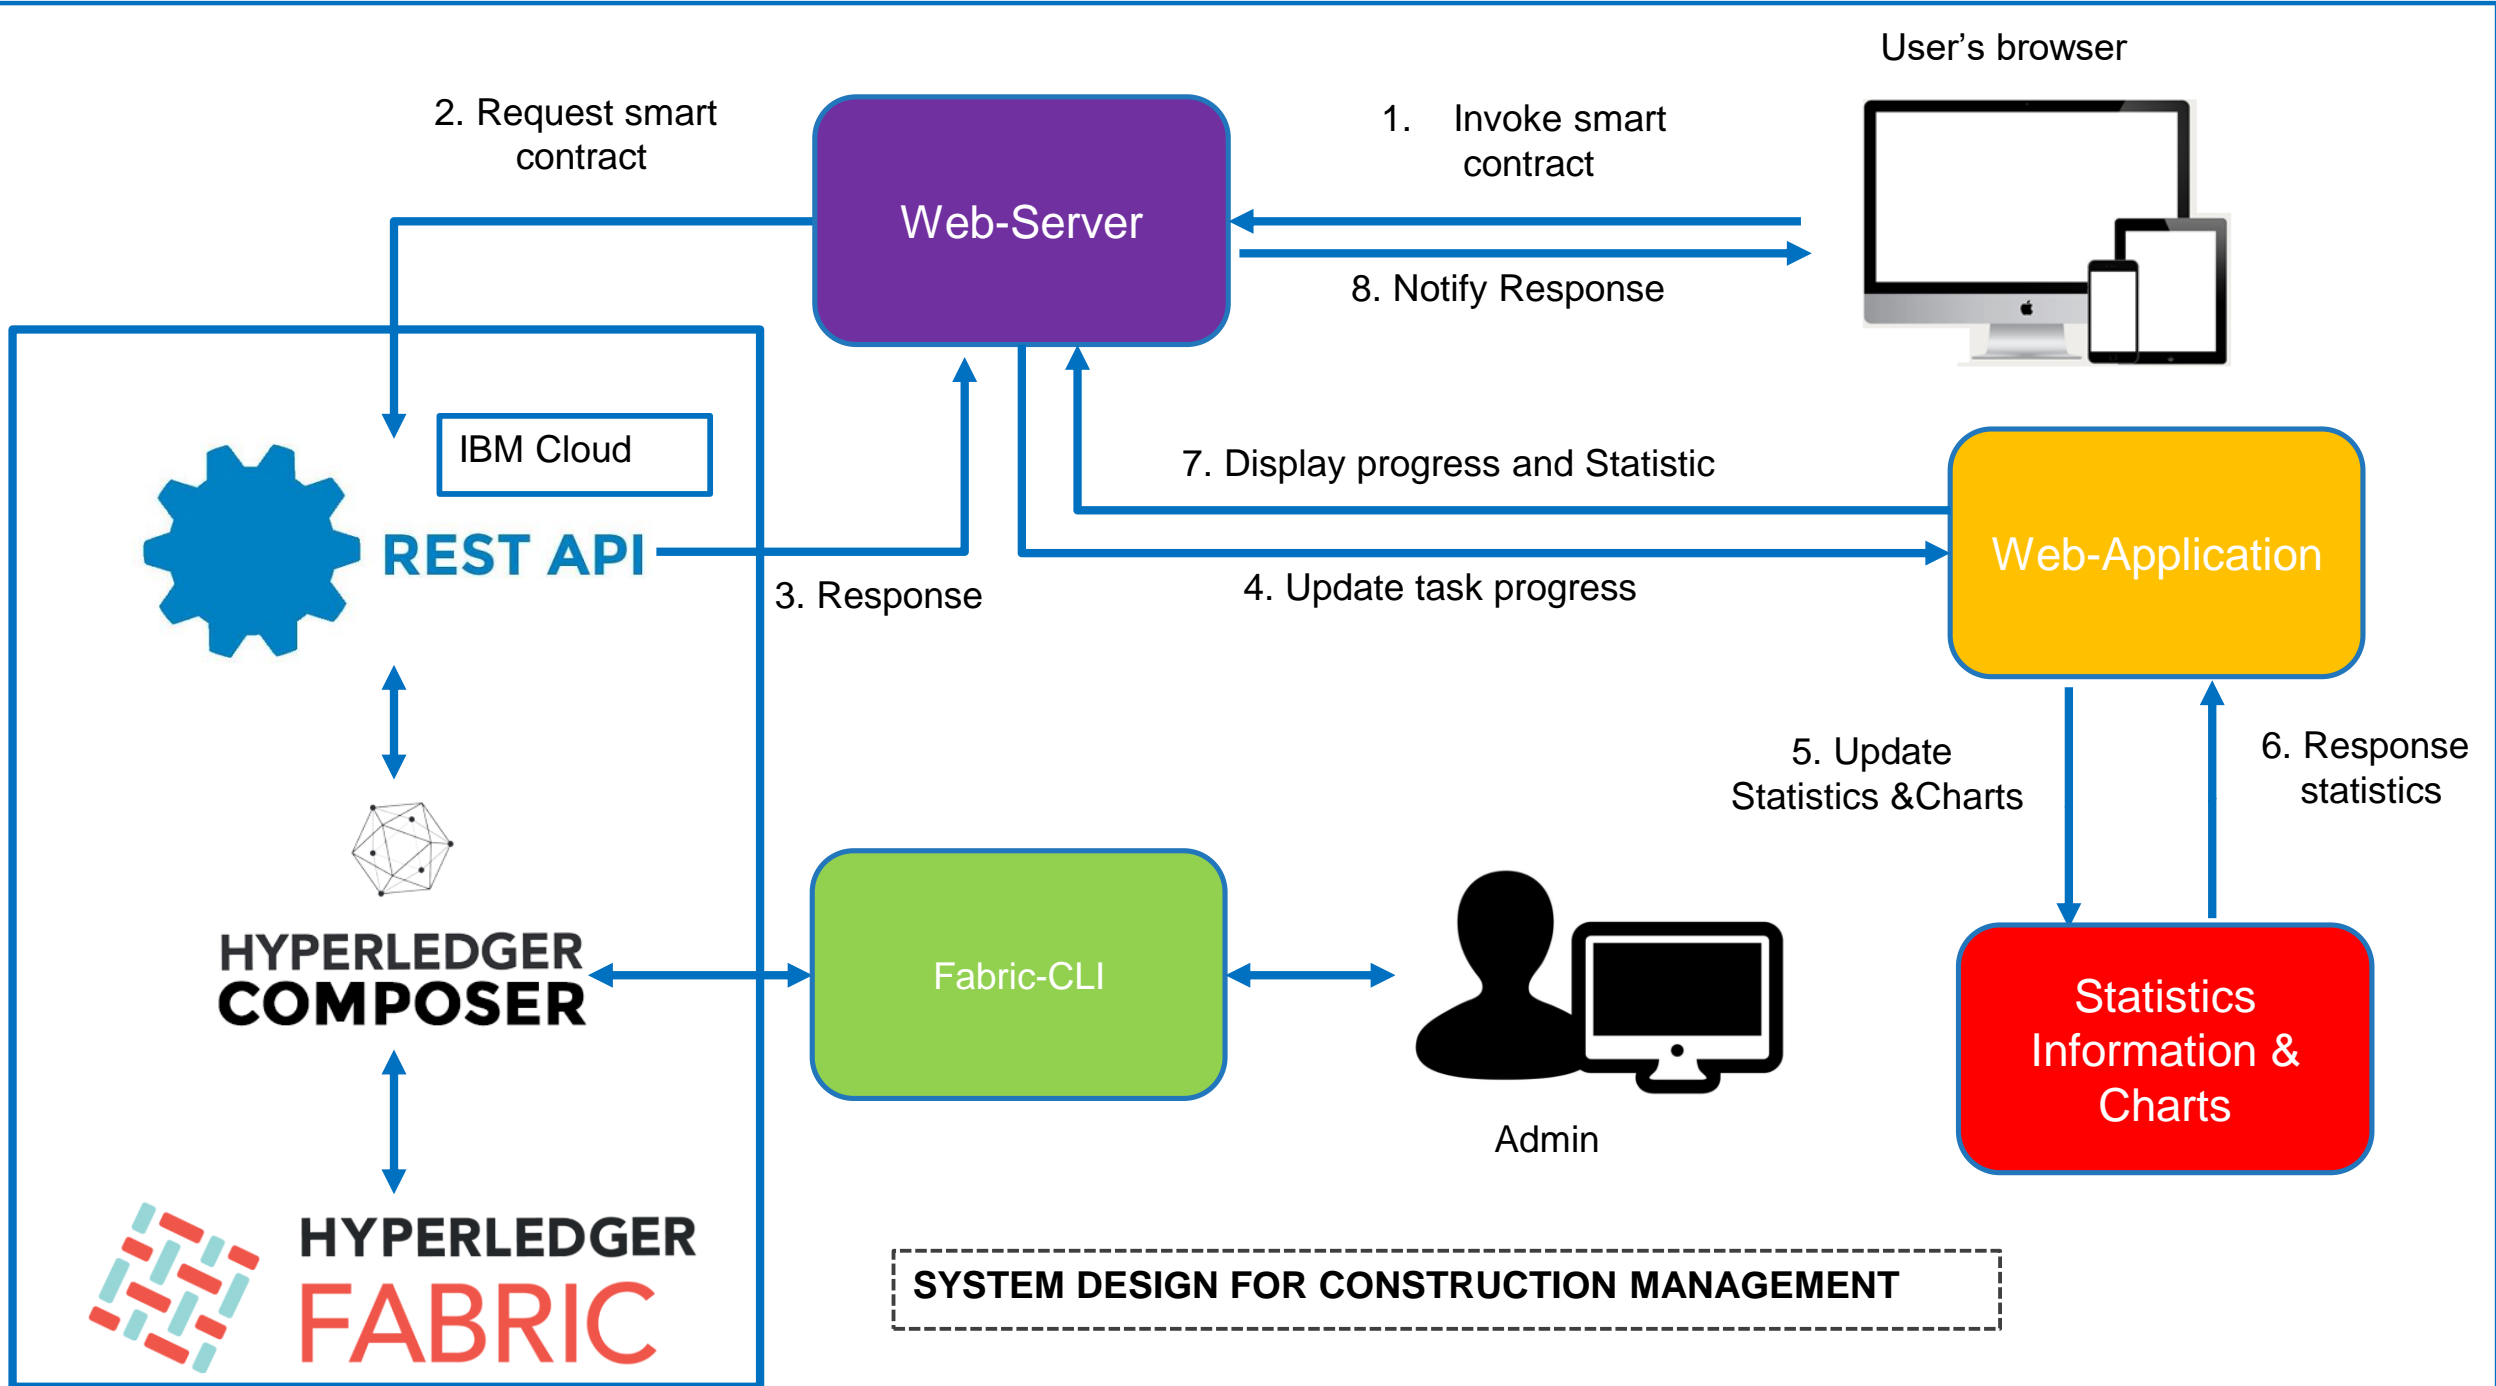 User’s browser
2. Request smart
contract
1. Invoke smart
contract
Web-Server
8. Notify Response
IBM Cloud
7. Display progress and Statistic
REST API
Web-Application
3. Response
4. Update task progress
5. Update
Statistics &Charts
6. Response
statistics
HYPERLEDGER
COMPOSER
Fabric-CLI
Statistics
Information &
Charts
Admin
HYPERLEDGER
FABRIC
SYSTEM DESIGN FOR CONSTRUCTION MANAGEMENT